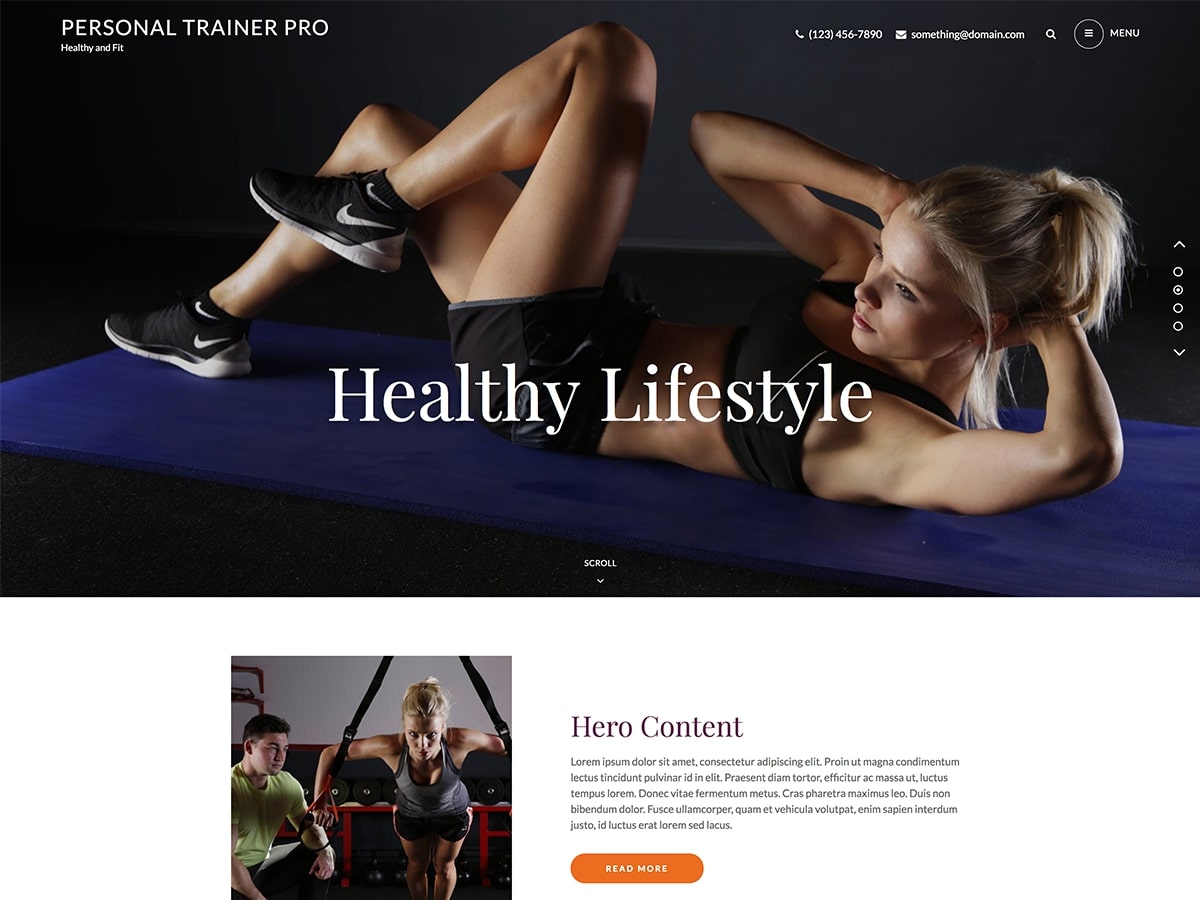 PERSONAL TRAINER PRO
Healthy and Fit
(123) 456-7890
something@domain.com
MENU
Healthy Lifestyle
SCROLL
Hero Content
Lorem ipsum dolor sit amet, consectetur adipiscing elit. Proin ut magna condimentum
lectus tincidunt pulvinar id in elit. Praesent diam tortor, efficitur ac massa ut, luctus
tempus lorem. Donec vitae fermentum metus. Cras pharetra maximus leo. Duis non
bibendum dolor. Fusce ullamcorper, quam et vehicula volutpat, enim sapien interdum
justo, id luctus erat lorem sed lacus.
READ MORE